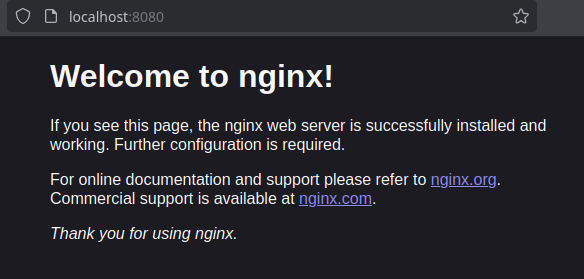 localhost:8080
Welcome to nginx!
If you see this page, the nginx web server is successfully installed and
working. Further configuration is required.
For online documentation and support please refer to nginx.org.
Commercial support is available at nginx.com.
Thank you for using nginx.